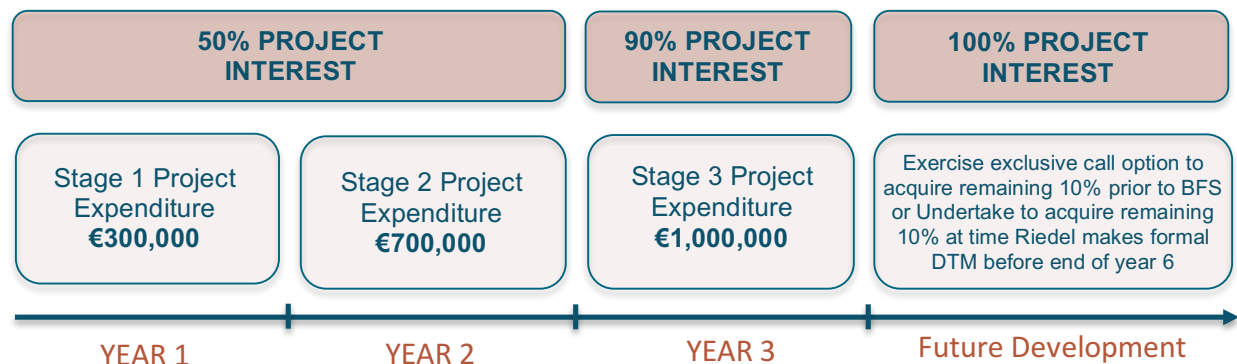 50% PROJECT
INTEREST
90% PROJECT
INTEREST
100% PROJECT
INTEREST
Stage 1 Project
Expenditure
€300,000
Stage 2 Project
Expenditure
€700,000
Stage 3 Project
Expenditure
€1,000,000
Exercise exclusive call option to
acquire remaining 10% prior to BFS
or Undertake to acquire remaining
10% at time Riedel makes formal
DTM before end of year 6
YEAR 1
YEAR 2
YEAR 3
Future Development